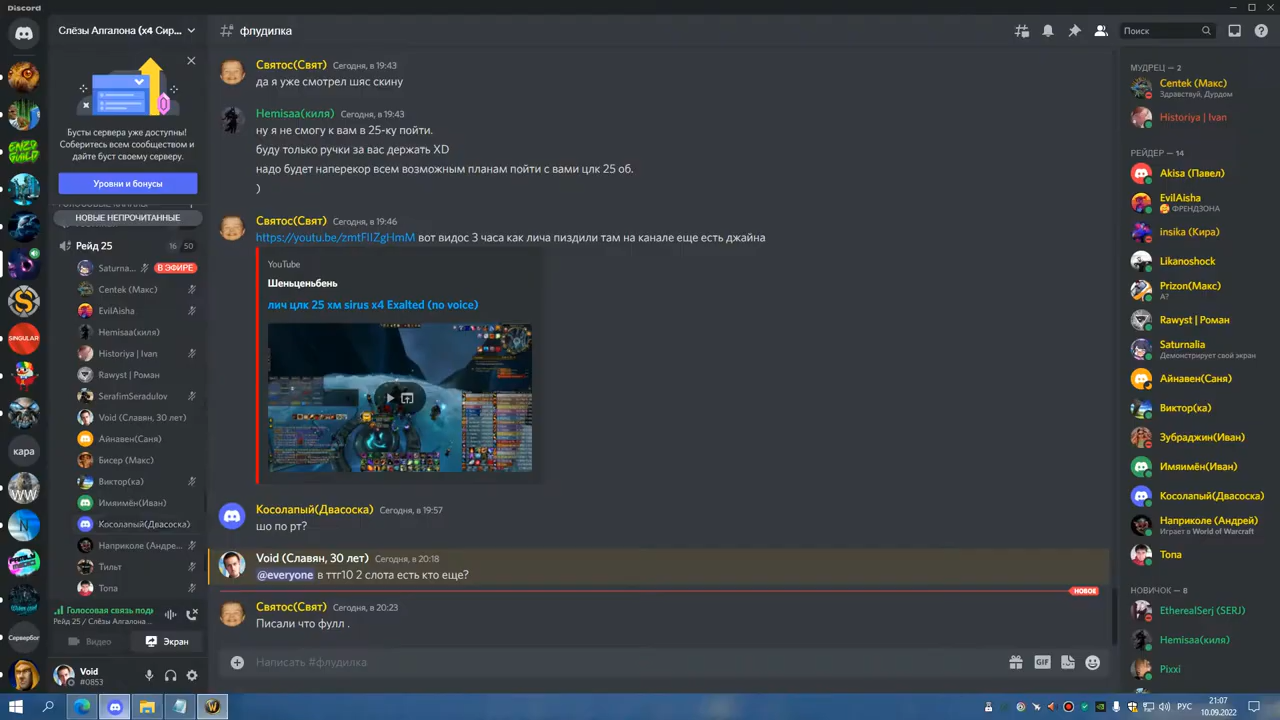 Discord
Слёзы Алгалона (x4 Сир...
флудилка
Поиск
Бусты сервера уже доступны!
Соберитесь всем сообществом и
дайте буст своему серверу.
Уровни и бонусы
НОВЫЕ НЕПРОЧИТАННЫЕ
Рейд 25
16 50
Saturna...
В ЭФИРЕ
Centek (Макс)
EvilAisha
Hemisaa(киля)
Historiya | Ivan
Rawyst | Роман
SerafimSeradulov
Void (Славян, 30 лет)
Айнавен(Саня)
Бисер (Макс)
Виктор(ка)
Имяимён(Иван)
Косолапый(Двасоска)
Наприколе (Андре...
Тильт
Топа
Голосовая связь подк
Рейд 25 / Слёзы Алгалона ...
Видео
Экран
Void
#0853
SINGULAR
кара
Сервербог
Святос(Свят) Сегодня, в 19:43
да я уже смотрел шяс скину
Hemisaa(киля) Сегодня, в 19:43
ну я не смогу к вам в 25-ку пойти.
буду только ручки за вас держать XD
надо будет наперекор всем возможным планам пойти с вами цлк 25 об.
)
Святос(Свят) Сегодня, в 19:46
https://youtu.be/zmtFIIZgHmM вот видос 3 часа как лича пиздили там на канале еще есть джайна
YouTube
Шеньценьбень
лич цлк 25 хм sirus x4 Exalted (no voice)
Косолапый(Двасоска) Сегодня, в 19:57
шо по рт?
Void (Славян, 30 лет) Сегодня, в 20:18
@everyone в ттг10 2 слота есть кто еще?
НОВОЕ
Святос(Свят) Сегодня, в 20:23
Писали что фулл .
Написать #флудилка
GIF
МУДРЕЦ — 2
Centek (Макс)
Здравствуй, Дурдом
Historiya | Ivan
РЕЙДЕР — 14
Akisa (Павел)
EvilAisha
ФРЕНДЗОНА
insika (Кира)
Likanoshock
Prizon(Макс)
А?
Rawyst | Роман
Saturnalia
Демонстрирует свой экран
Айнавен(Саня)
Виктор(ка)
Зубраджин(Иван)
Имяимён(Иван)
Косолапый(Двасоска)
Наприколе (Андрей)
Играет в World of Warcraft
Топа
НОВИЧОК — 8
EtherealSerj (SERJ)
Hemisaa(киля)
Pixxi
РУС
21:07
10.09.2022